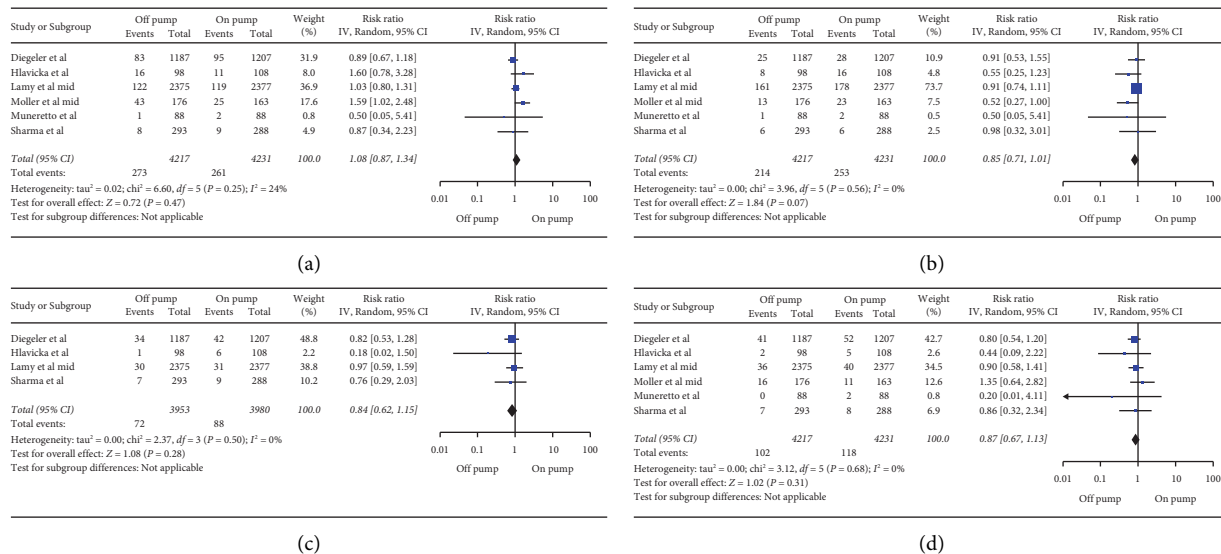 Study or Subgroup Off pump On pump Weight Risk ratio Risk ratio
Events Total Events Total (%) IV, Random, 95% CI IV, Random, 95% CI
Diegeler et al 83 1187 95 1207 31.9 0.89 [0.67, 1.18]
Hlavicka et al 16 98 11 108 8.0 1.60 [0.78, 3.28]
Lamy et al mid 122 2375 119 2377 36.9 1.03 [0.80, 1.31]
Moller et al mid 43 176 25 163 17.6 1.59 [1.02, 2.48]
Muneretto et al 1 88 2 88 0.8 0.50 [0.05, 5.41]
Sharma et al 8 293 9 288 4.9 0.87 [0.34, 2.23]
Total (95% CI) 4217 4231 100.0 1.08 [0.87, 1.34]
Total events: 273 261
Heterogeneity: tau² = 0.02; chi² = 6.60, df = 5 (P = 0.25); I² = 24%
Test for overall effect: Z = 0.72 (P = 0.47)
Test for subgroup differences: Not applicable
0.01 0.1 1 10 100
Off pump On pump
(a)
Study or Subgroup Off pump On pump Weight Risk ratio Risk ratio
Events Total Events Total (%) IV, Random, 95% CI IV, Random, 95% CI
Diegeler et al 25 1187 28 1207 10.9 0.91 [0.53, 1.55]
Hlavicka et al 8 98 16 108 4.8 0.55 [0.25, 1.23]
Lamy et al mid 161 2375 178 2377 73.7 0.91 [0.74, 1.11]
Moller et al mid 13 176 23 163 7.5 0.52 [0.27, 1.00]
Muneretto et al 1 88 2 88 0.5 0.50 [0.05, 5.41]
Sharma et al 6 293 6 288 2.5 0.98 [0.32, 3.01]
Total (95% CI) 4217 4231 100.0 0.85 [0.71, 1.01]
Total events: 214 253
Heterogeneity: tau² = 0.00; chi² = 3.96, df = 5 (P = 0.56); I² = 0%
Test for overall effect: Z = 1.84 (P = 0.07)
Test for subgroup differences: Not applicable
0.01 0.1 1 10 100
Off pump On pump
(b)
Study or Subgroup Off pump On pump Weight Risk ratio Risk ratio
Events Total Events Total (%) IV, Random, 95% CI IV, Random, 95% CI
Diegeler et al 34 1187 42 1207 48.8 0.82 [0.53, 1.28]
Hlavicka et al 1 98 6 108 2.2 0.18 [0.02, 1.50]
Lamy et al mid 30 2375 31 2377 38.8 0.97 [0.59, 1.59]
Sharma et al 7 293 9 288 10.2 0.76 [0.29, 2.03]
Total (95% CI) 3953 3980 100.0 0.84 [0.62, 1.15]
Total events: 72 88
Heterogeneity: tau² = 0.00; chi² = 2.37, df = 3 (P = 0.50); I² = 0%
Test for overall effect: Z = 1.08 (P = 0.28)
Test for subgroup differences: Not applicable
0.01 0.1 1 10 100
Off pump On pump
(c)
Study or Subgroup Off pump On pump Weight Risk ratio Risk ratio
Events Total Events Total (%) IV, Random, 95% CI IV, Random, 95% CI
Diegeler et al 41 1187 52 1207 42.7 0.80 [0.54, 1.20]
Hlavicka et al 2 98 5 108 2.6 0.44 [0.09, 2.22]
Lamy et al mid 36 2375 40 2377 34.5 0.90 [0.58, 1.41]
Moller et al mid 16 176 11 163 12.6 1.35 [0.64, 2.82]
Muneretto et al 0 88 2 88 0.8 0.20 [0.01, 4.11]
Sharma et al 7 293 8 288 6.9 0.86 [0.32, 2.34]
Total (95% CI) 4217 4231 100.0 0.87 [0.67, 1.13]
Total events: 102 118
Heterogeneity: tau² = 0.00; chi² = 3.12, df = 5 (P = 0.68); I² = 0%
Test for overall effect: Z = 1.02 (P = 0.31)
Test for subgroup differences: Not applicable
0.01 0.1 1 10 100
Off pump On pump
(d)